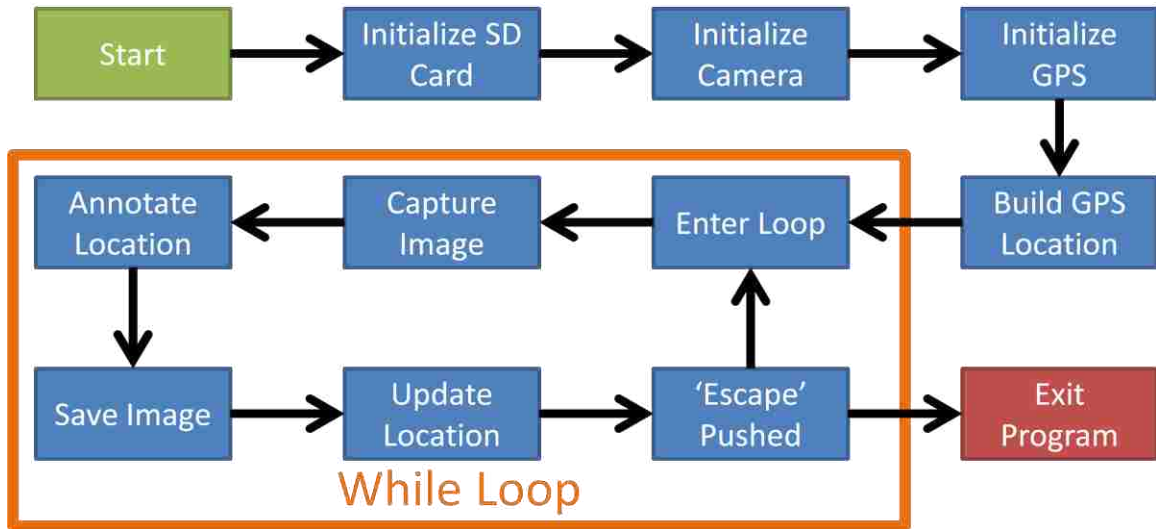 Start
Initialize SD
Card
Initialize
Camera
Initialize
GPS
Build GPS
Location
Enter Loop
Capture
Image
Annotate
Location
Save Image
Update
Location
‘Escape’
Pushed
Exit
Program
While Loop